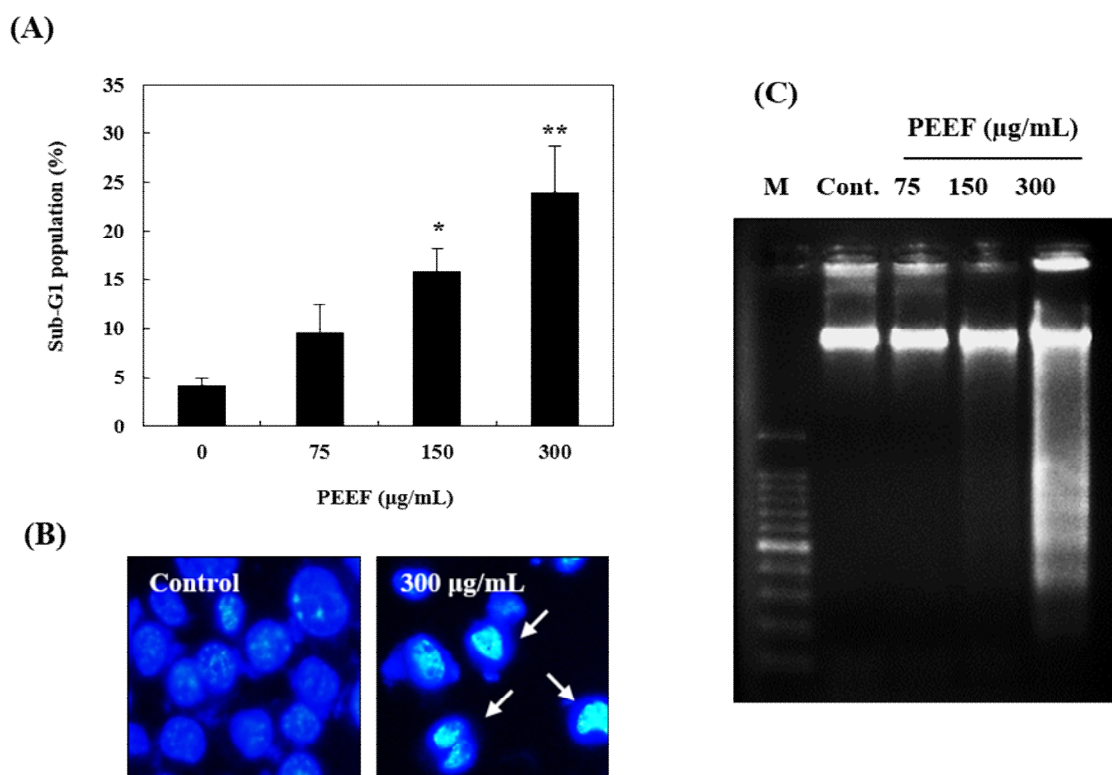 (A)
35
30
25
20
15
10
5
0
Sub-G1 population (%)
*
**
0 75 150 300
PEEF (µg/mL)
(B)
Control
300 µg/mL
(C)
PEEF (µg/mL)
M Cont. 75 150 300